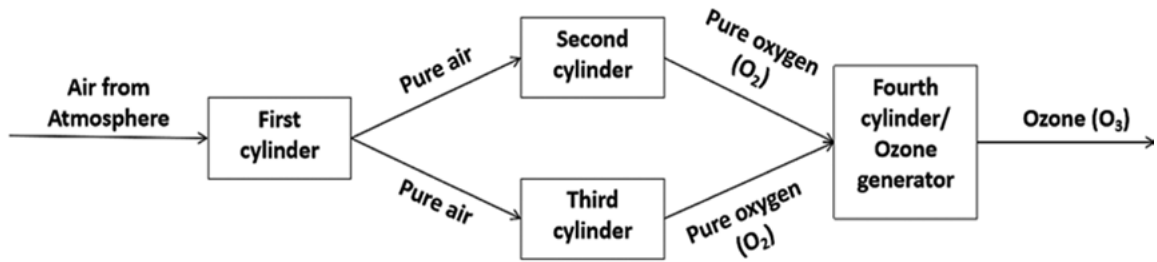 Air from
Atmosphere
First
cylinder
Pure air
Pure air
Second
cylinder
Third
cylinder
Pure oxygen
(O₂)
Pure oxygen
(O₂)
Fourth
cylinder/
Ozone
generator
Ozone (O₃)